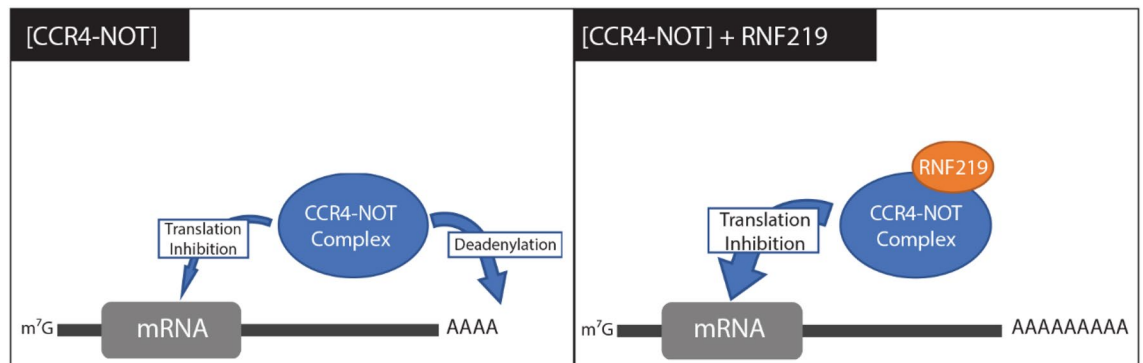 [CCR4-NOT]
Translation
Inhibition
CCR4-NOT
Complex
Deadenylation
m⁷G
mRNA
AAAA
[CCR4-NOT] + RNF219
RNF219
CCR4-NOT
Complex
Translation
Inhibition
m⁷G
mRNA
AAAAAAAAA